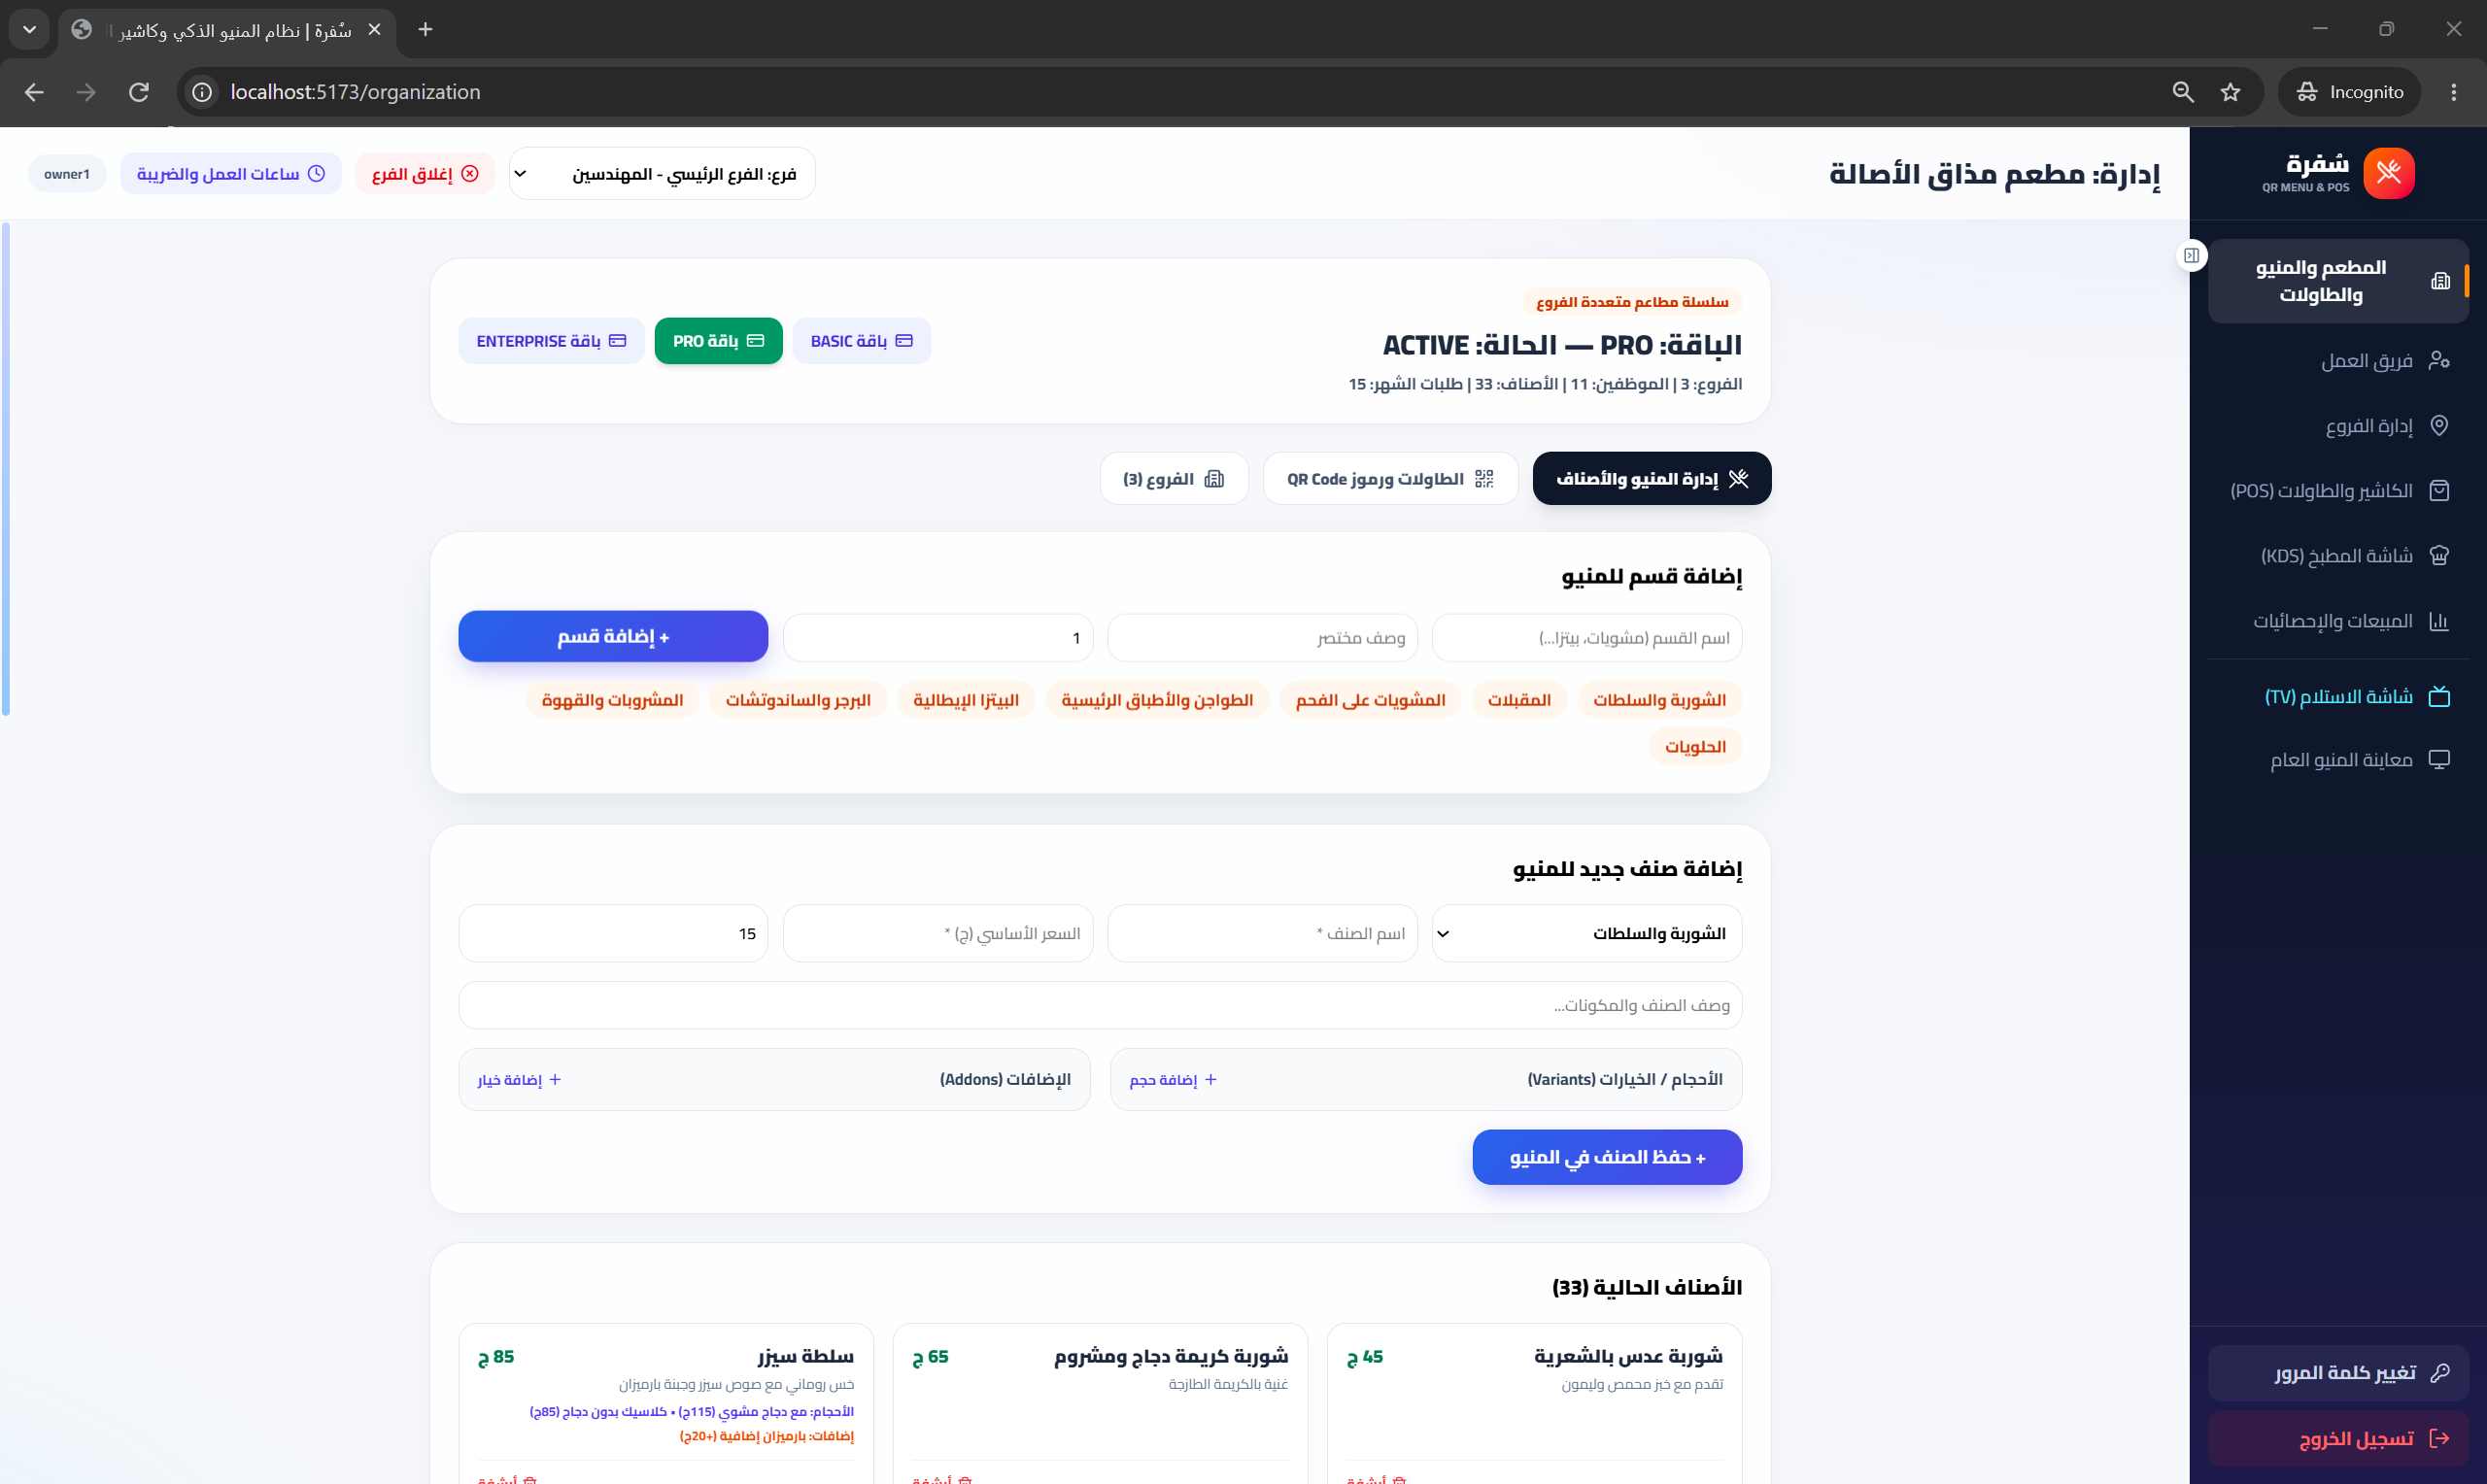 سُفرة | نظام المنيو الذكي وكاشير
localhost:5173/organization
Incognito
سُفرة
QR MENU & POS
المطعم والمنيو
والطاولات
فريق العمل
إدارة الفروع
الكاشير والطاولات (POS)
شاشة المطبخ (KDS)
المبيعات والإحصائيات
شاشة الاستلام (TV)
معاينة المنيو العام
تغيير كلمة المرور
تسجيل الخروج
إدارة: مطعم مذاق الأصالة
فرع: الفرع الرئيسي - المهندسين
إغلاق الفرع
ساعات العمل والضريبة
owner1
سلسلة مطاعم متعددة الفروع
الباقة: PRO — الحالة: ACTIVE
الفروع: 3 | الموظفين: 11 | الأصناف: 33 | طلبات الشهر: 15
باقة BASIC
باقة PRO
باقة ENTERPRISE
إدارة المنيو والأصناف
الطاولات ورموز QR Code
الفروع (3)
إضافة قسم للمنيو
اسم القسم (مشويات، بيتزا...)
وصف مختصر
1
+ إضافة قسم
الشوربة والسلطات
المقبلات
المشويات على الفحم
الطواجن والأطباق الرئيسية
البيتزا الإيطالية
البرجر والساندوتشات
المشروبات والقهوة
الحلويات
إضافة صنف جديد للمنيو
الشوربة والسلطات
اسم الصنف *
السعر الأساسي (ج) *
15
وصف الصنف والمكونات...
الأحجام / الخيارات (Variants)
+ إضافة حجم
الإضافات (Addons)
+ إضافة خيار
+ حفظ الصنف في المنيو
الأصناف الحالية (33)
شوربة عدس بالشعرية
45 ج
تقدم مع خبز محمص وليمون
أرشفة
شوربة كريمة دجاج ومشروم
65 ج
غنية بالكريمة الطازجة
أرشفة
سلطة سيزر
85 ج
خس روماني مع صوص سيزر وجبنة بارميزان
الأحجام: مع دجاج مشوي (115ج) • كلاسيك بدون دجاج (85ج)
إضافات: بارميزان إضافية (+20ج)
أرشفة